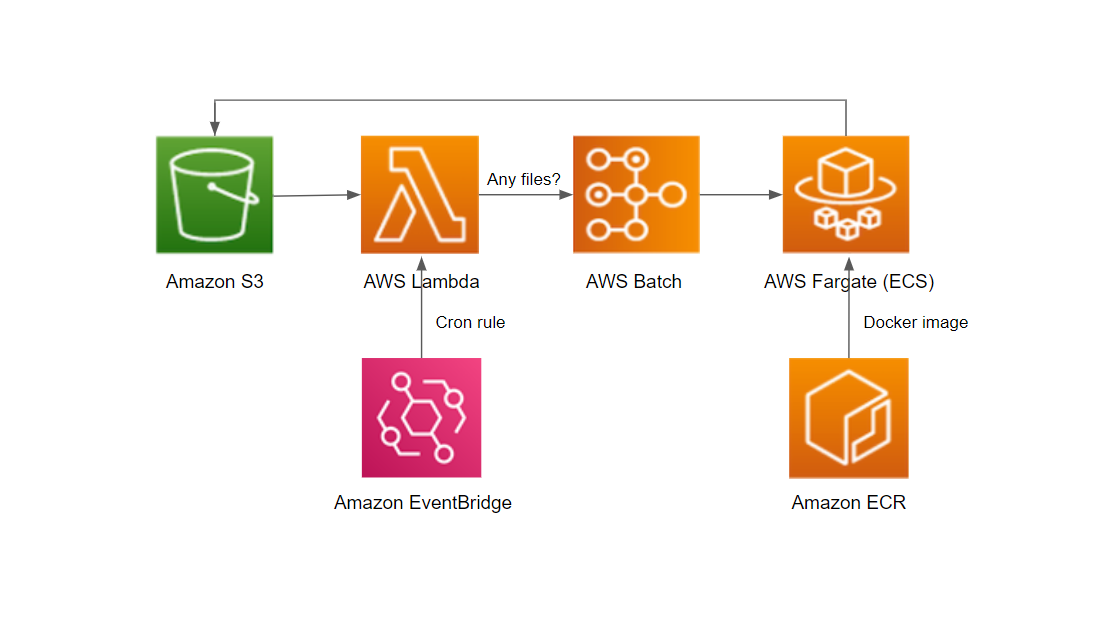 Any files?
Amazon S3
AWS Lambda
AWS Batch
AWS Fargate (ECS)
Cron rule
Docker image
Amazon EventBridge
Amazon ECR